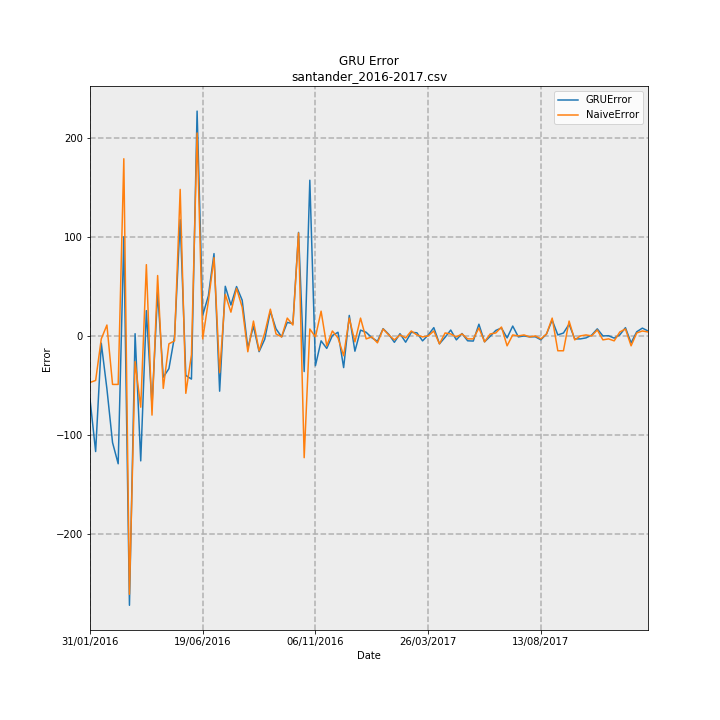 GRU Error
santander_2016-2017.csv
GRUError
NaiveError
200
100
0
−100
−200
Error
31/01/2016
19/06/2016
06/11/2016
26/03/2017
13/08/2017
Date